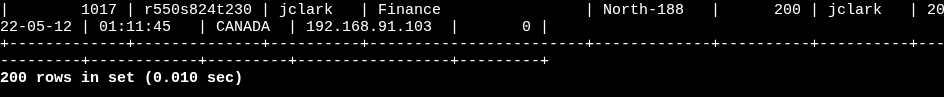 |        1017 | r550s824t230 | jclark   | Finance                | North-188   |      200 | jclark   | 20
22-05-12 | 01:11:45   | CANADA  | 192.168.91.103  |       0 |
+-------------+--------------+----------+------------------------+-------------+----------+----------+---
---------+------------+---------+-----------------+---------+
200 rows in set (0.010 sec)